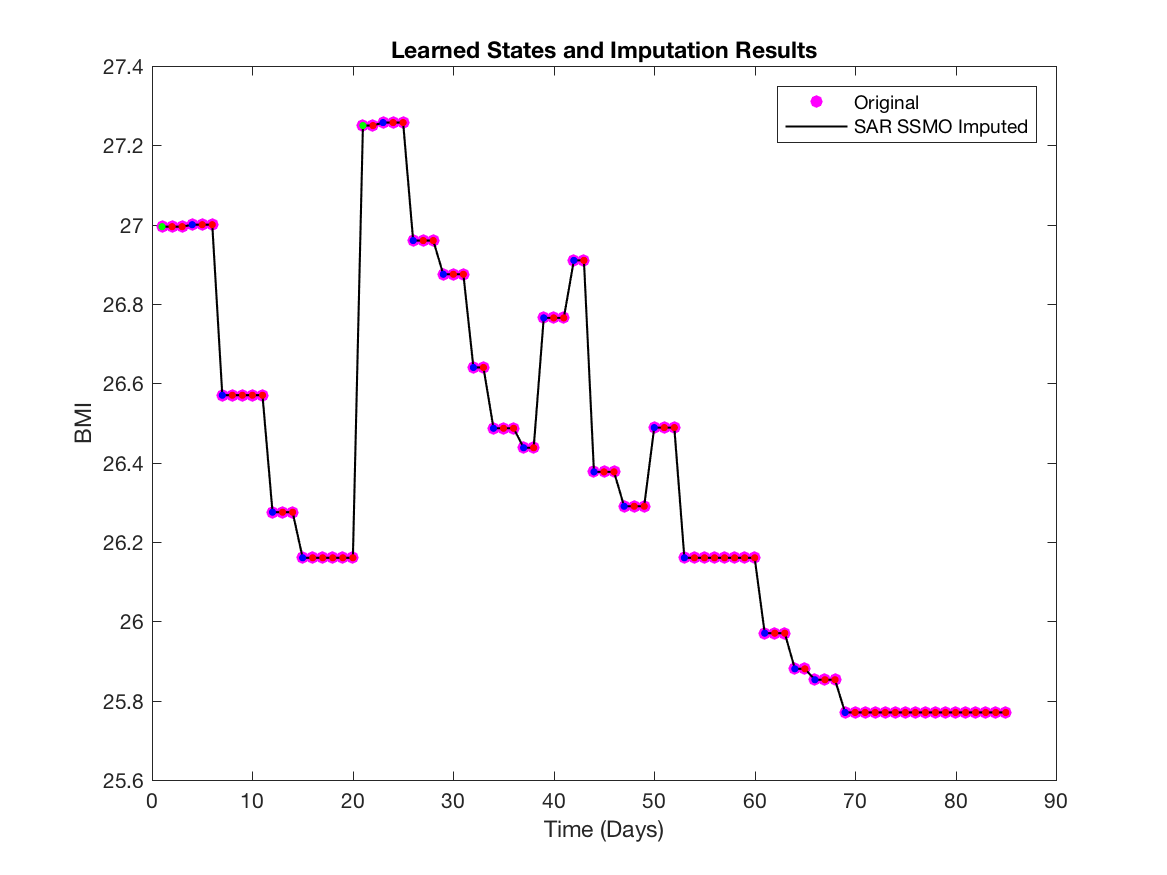 Learned States and Imputation Results
Original
SAR SSMO Imputed
BMI
27.4
27.2
27
26.8
26.6
26.4
26.2
26
25.8
25.6
0 10 20 30 40 50 60 70 80 90
Time (Days)